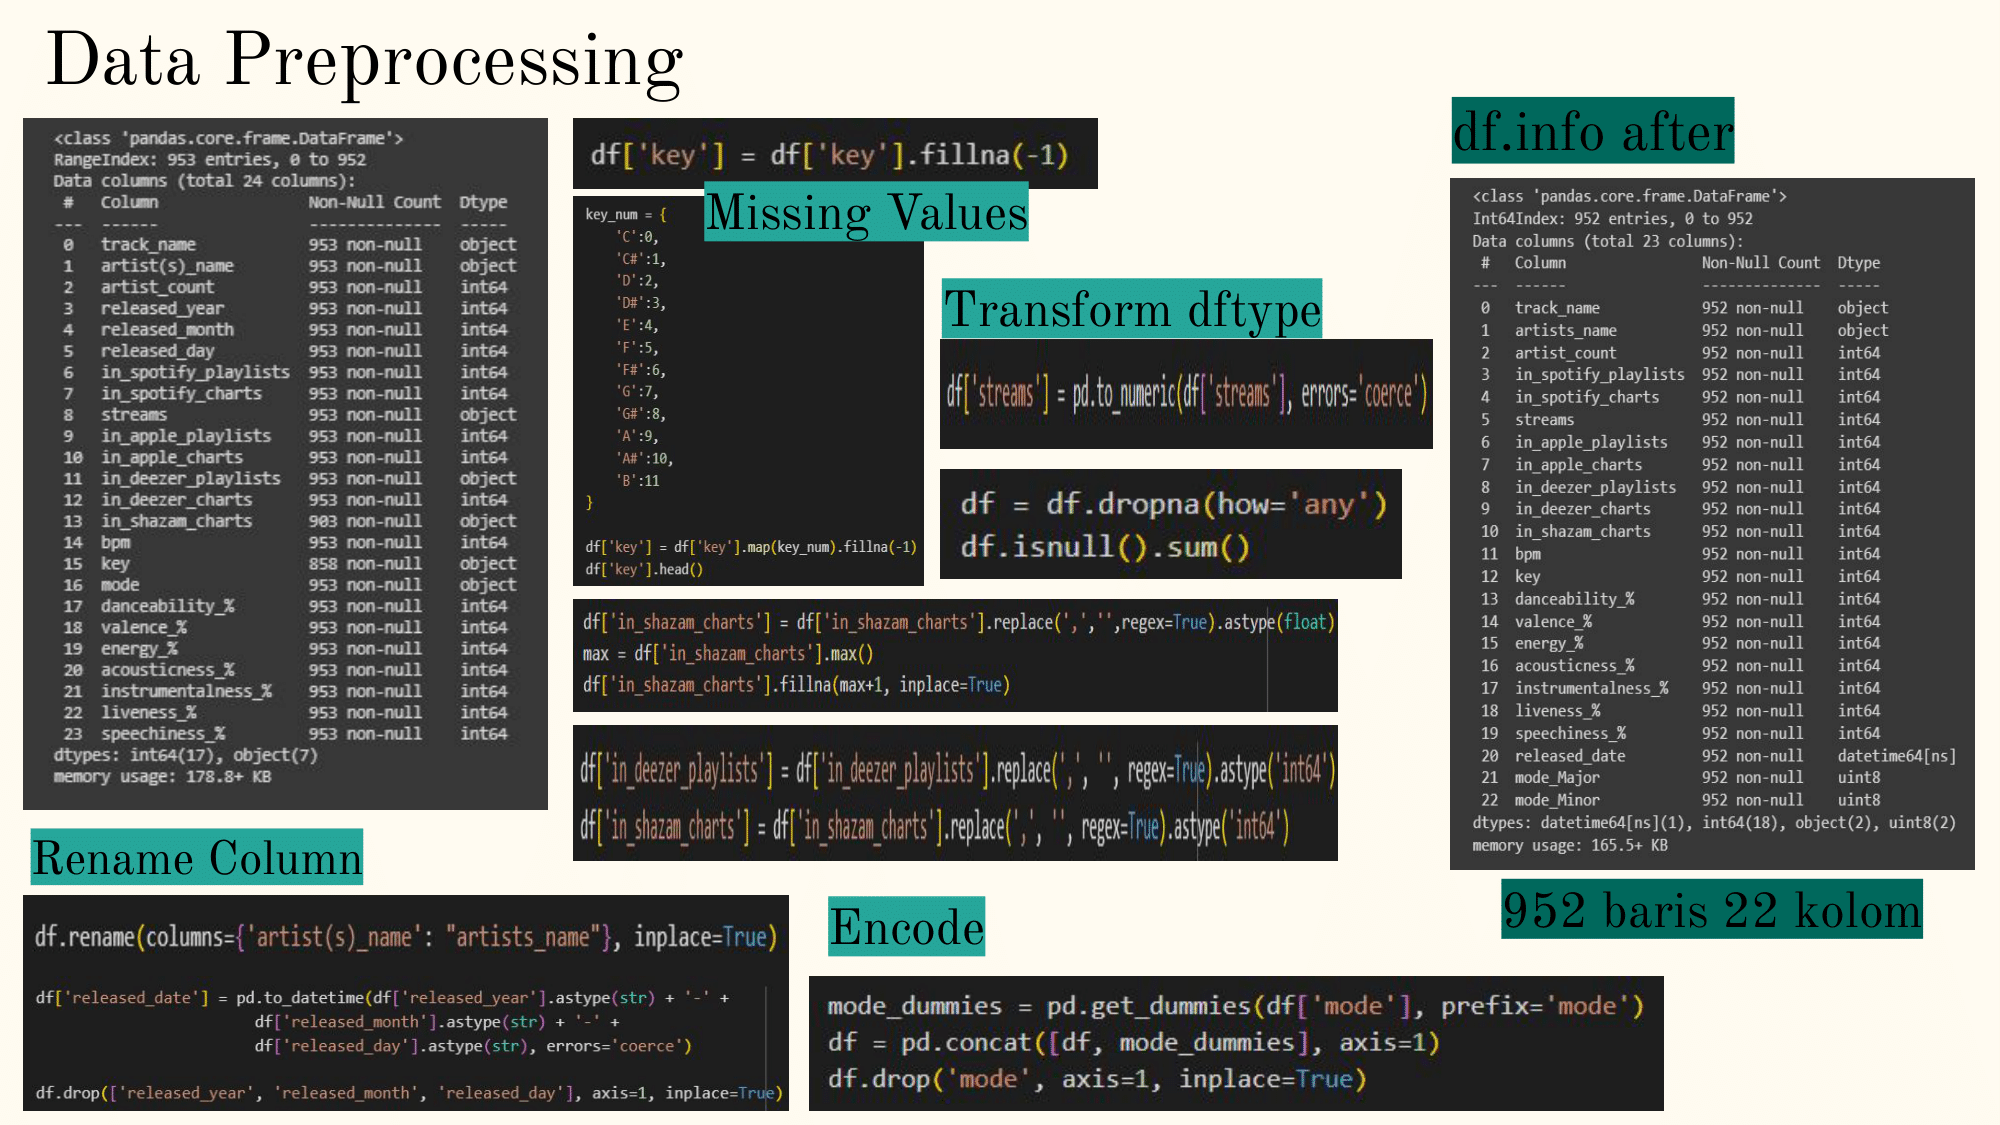 Data Preprocessing
<class 'pandas.core.frame.DataFrame'>
RangeIndex: 953 entries, 0 to 952
Data columns (total 24 columns):
 #   Column                Non-Null Count  Dtype
---  ------                --------------  -----
 0   track_name            953 non-null    object
 1   artist(s)_name        953 non-null    object
 2   artist_count          953 non-null    int64
 3   released_year         953 non-null    int64
 4   released_month        953 non-null    int64
 5   released_day          953 non-null    int64
 6   in_spotify_playlists  953 non-null    int64
 7   in_spotify_charts     953 non-null    int64
 8   streams               953 non-null    object
 9   in_apple_playlists    953 non-null    int64
 10  in_apple_charts       953 non-null    int64
 11  in_deezer_playlists   953 non-null    object
 12  in_deezer_charts      953 non-null    int64
 13  in_shazam_charts      903 non-null    object
 14  bpm                   953 non-null    int64
 15  key                   858 non-null    object
 16  mode                  953 non-null    object
 17  danceability_%        953 non-null    int64
 18  valence_%             953 non-null    int64
 19  energy_%              953 non-null    int64
 20  acousticness_%        953 non-null    int64
 21  instrumentalness_%    953 non-null    int64
 22  liveness_%            953 non-null    int64
 23  speechiness_%         953 non-null    int64
dtypes: int64(17), object(7)
memory usage: 178.8+ KB
Rename Column
df.rename(columns={'artist(s)_name': "artists_name"}, inplace=True)
df['released_date'] = pd.to_datetime(df['released_year'].astype(str) + '-' +
df['released_month'].astype(str) + '-' +
df['released_day'].astype(str), errors='coerce')
df.drop(['released_year', 'released_month', 'released_day'], axis=1, inplace=True)
df['key'] = df['key'].fillna(-1)
Missing Values
key_num = {
'C':0,
'C#':1,
'D':2,
'D#':3,
'E':4,
'F':5,
'F#':6,
'G':7,
'G#':8,
'A':9,
'A#':10,
'B':11
}
df['key'] = df['key'].map(key_num).fillna(-1)
df['key'].head()
Transform dftype
df['streams'] = pd.to_numeric(df['streams'], errors='coerce')
df = df.dropna(how='any')
df.isnull().sum()
df['in_shazam_charts'] = df['in_shazam_charts'].replace(',','',regex=True).astype(float)
max = df['in_shazam_charts'].max()
df['in_shazam_charts'].fillna(max+1, inplace=True)
df['in_deezer_playlists'] = df['in_deezer_playlists'].replace(',', '', regex=True).astype('int64')
df['in_shazam_charts'] = df['in_shazam_charts'].replace(',', '', regex=True).astype('int64')
Encode
mode_dummies = pd.get_dummies(df['mode'], prefix='mode')
df = pd.concat([df, mode_dummies], axis=1)
df.drop('mode', axis=1, inplace=True)
df.info after
<class 'pandas.core.frame.DataFrame'>
Int64Index: 952 entries, 0 to 952
Data columns (total 23 columns):
 #   Column                Non-Null Count  Dtype
---  ------                --------------  -----
 0   track_name            952 non-null    object
 1   artists_name          952 non-null    object
 2   artist_count          952 non-null    int64
 3   in_spotify_playlists  952 non-null    int64
 4   in_spotify_charts     952 non-null    int64
 5   streams               952 non-null    int64
 6   in_apple_playlists    952 non-null    int64
 7   in_apple_charts       952 non-null    int64
 8   in_deezer_playlists   952 non-null    int64
 9   in_deezer_charts      952 non-null    int64
 10  in_shazam_charts      952 non-null    int64
 11  bpm                   952 non-null    int64
 12  key                   952 non-null    int64
 13  danceability_%        952 non-null    int64
 14  valence_%             952 non-null    int64
 15  energy_%              952 non-null    int64
 16  acousticness_%        952 non-null    int64
 17  instrumentalness_%    952 non-null    int64
 18  liveness_%            952 non-null    int64
 19  speechiness_%         952 non-null    int64
 20  released_date         952 non-null    datetime64[ns]
 21  mode_Major            952 non-null    uint8
 22  mode_Minor            952 non-null    uint8
dtypes: datetime64[ns](1), int64(18), object(2), uint8(2)
memory usage: 165.5+ KB
952 baris 22 kolom